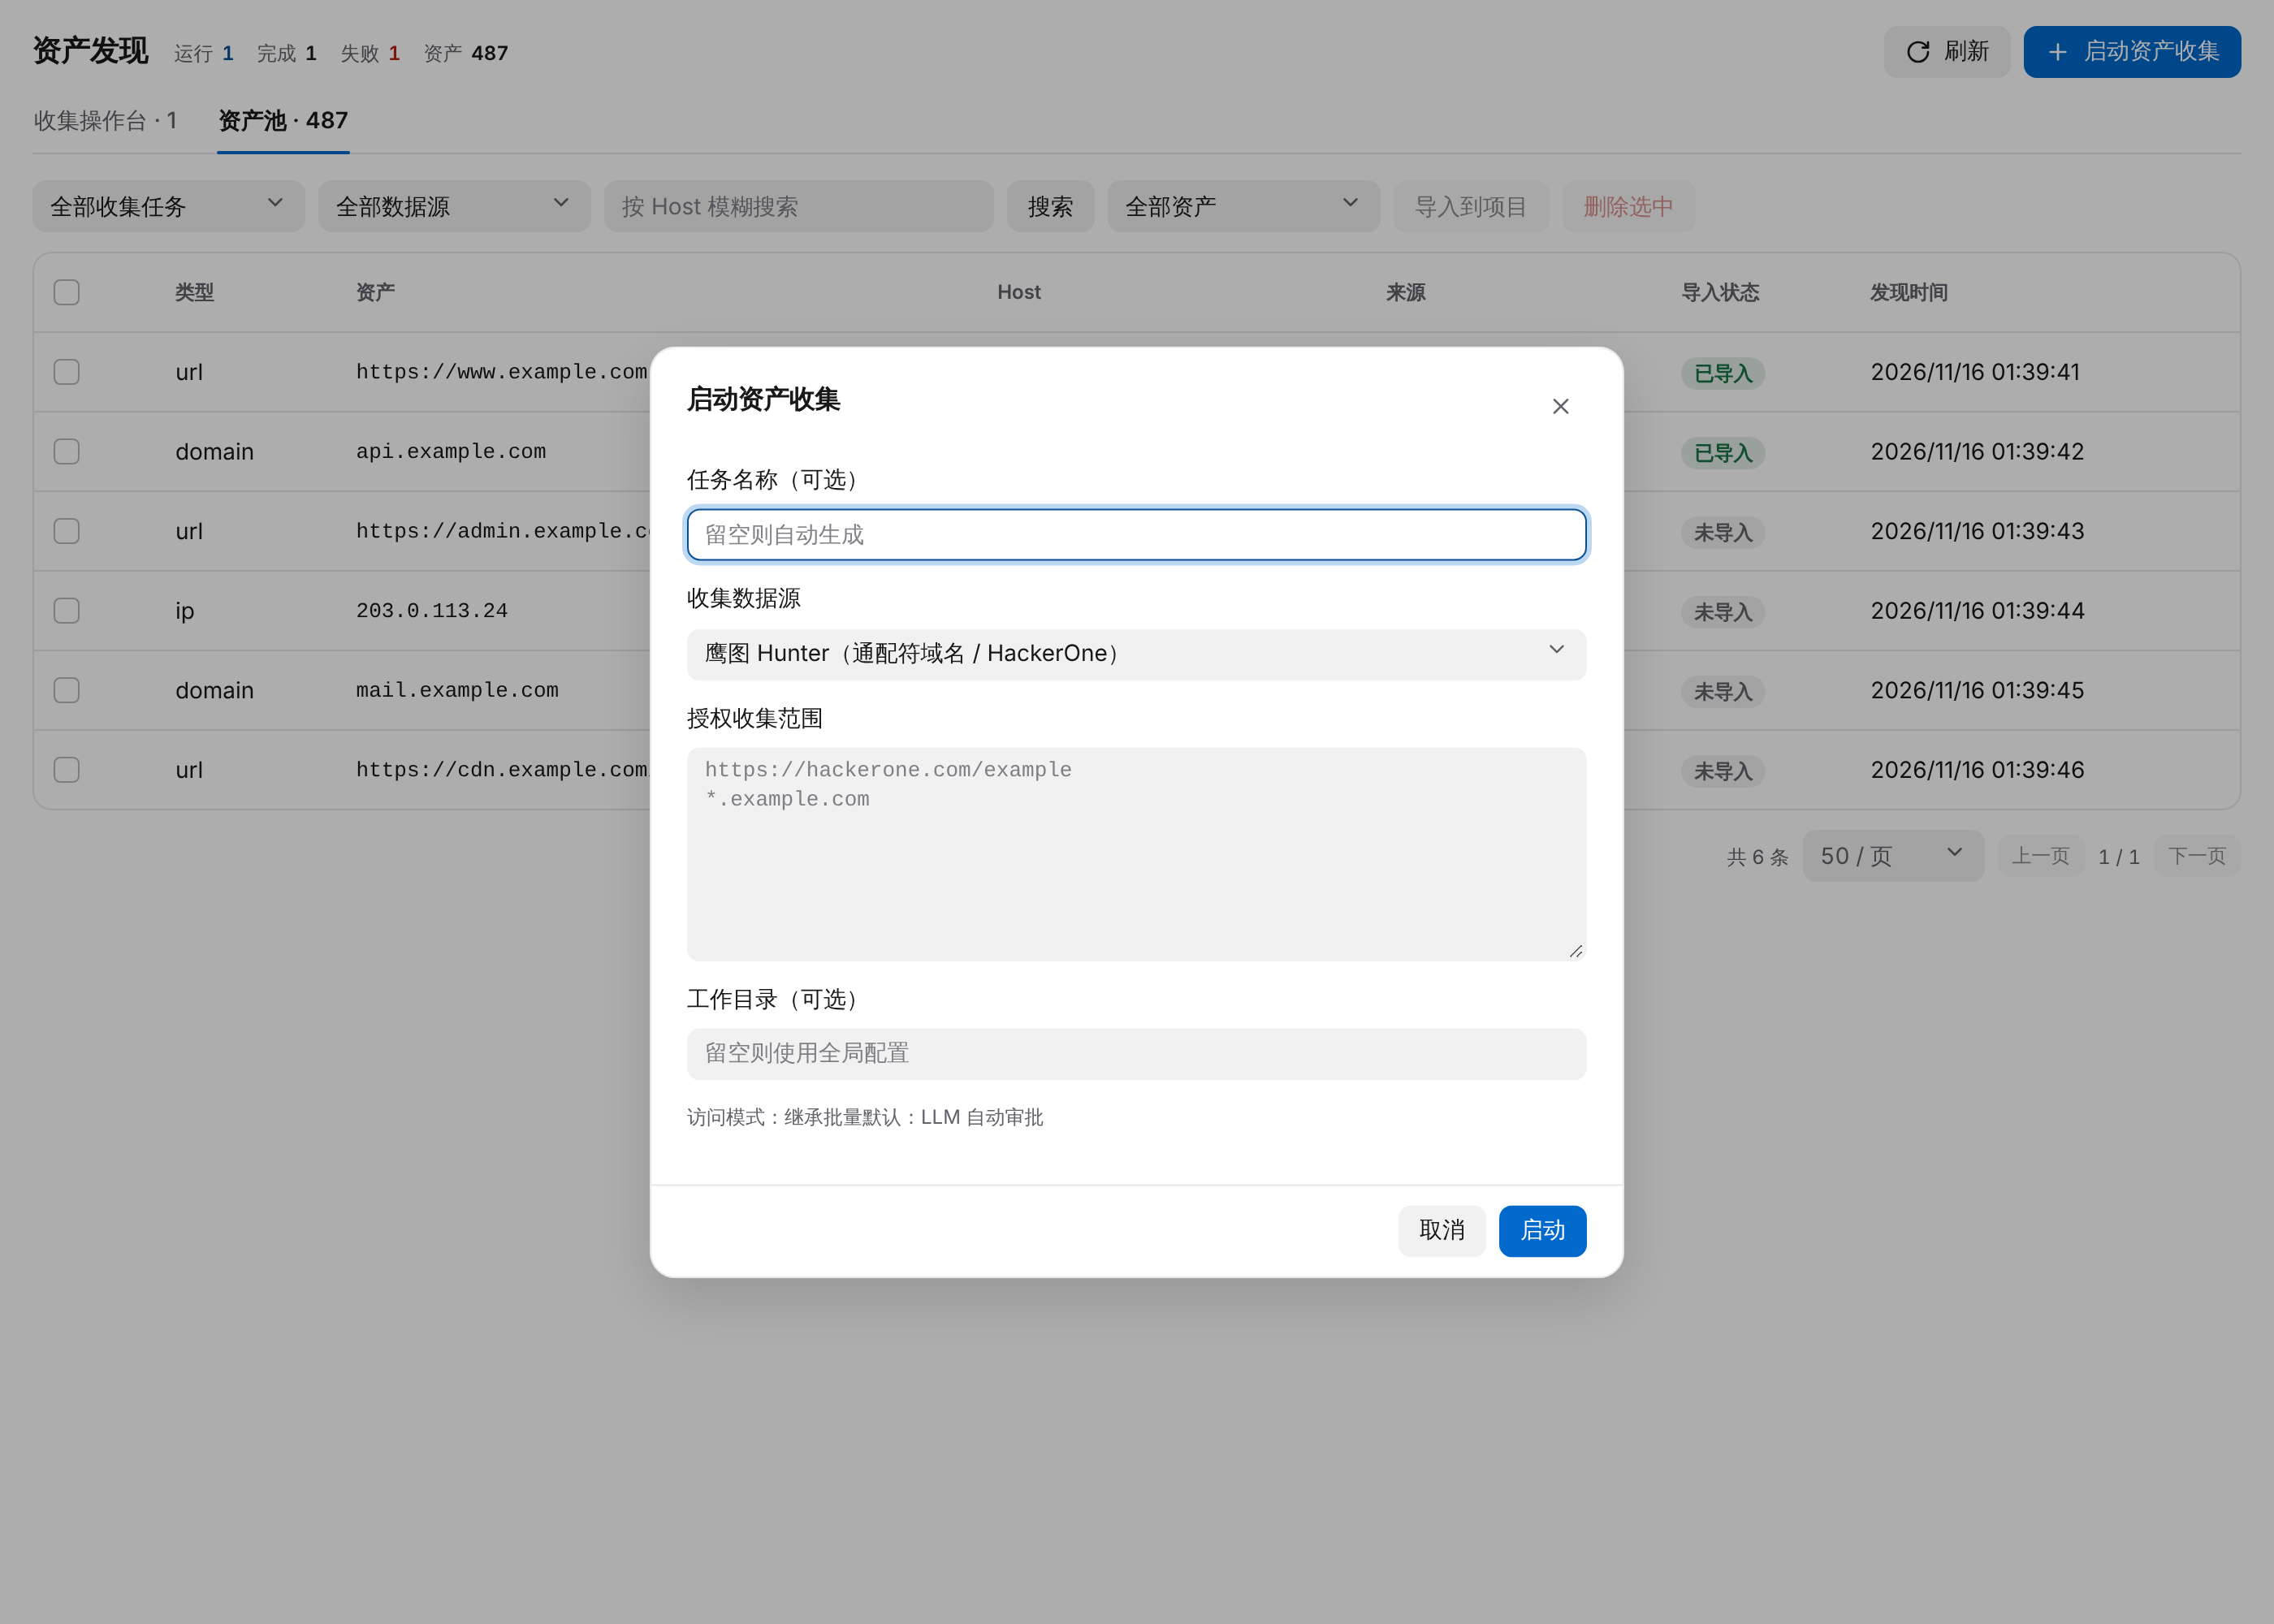 资产发现 运行 1 完成 1 失败 1 资产 487 刷新 启动资产收集
收集操作台 · 1 资产池 · 487
全部收集任务 全部数据源 按 Host 模糊搜索 搜索 全部资产 导入到项目 删除选中
类型 资产 Host 来源 导入状态 发现时间
url https://www.example.com 已导入 2026/11/16 01:39:41
domain api.example.com 已导入 2026/11/16 01:39:42
url https://admin.example.c 未导入 2026/11/16 01:39:43
ip 203.0.113.24 未导入 2026/11/16 01:39:44
domain mail.example.com 未导入 2026/11/16 01:39:45
url https://cdn.example.com 未导入 2026/11/16 01:39:46
共 6 条 50 / 页 上一页 1 / 1 下一页
启动资产收集
任务名称（可选）
留空则自动生成
收集数据源
鹰图 Hunter（通配符域名 / HackerOne）
授权收集范围
https://hackerone.com/example
*.example.com
工作目录（可选）
留空则使用全局配置
访问模式：继承批量默认：LLM 自动审批
取消 启动